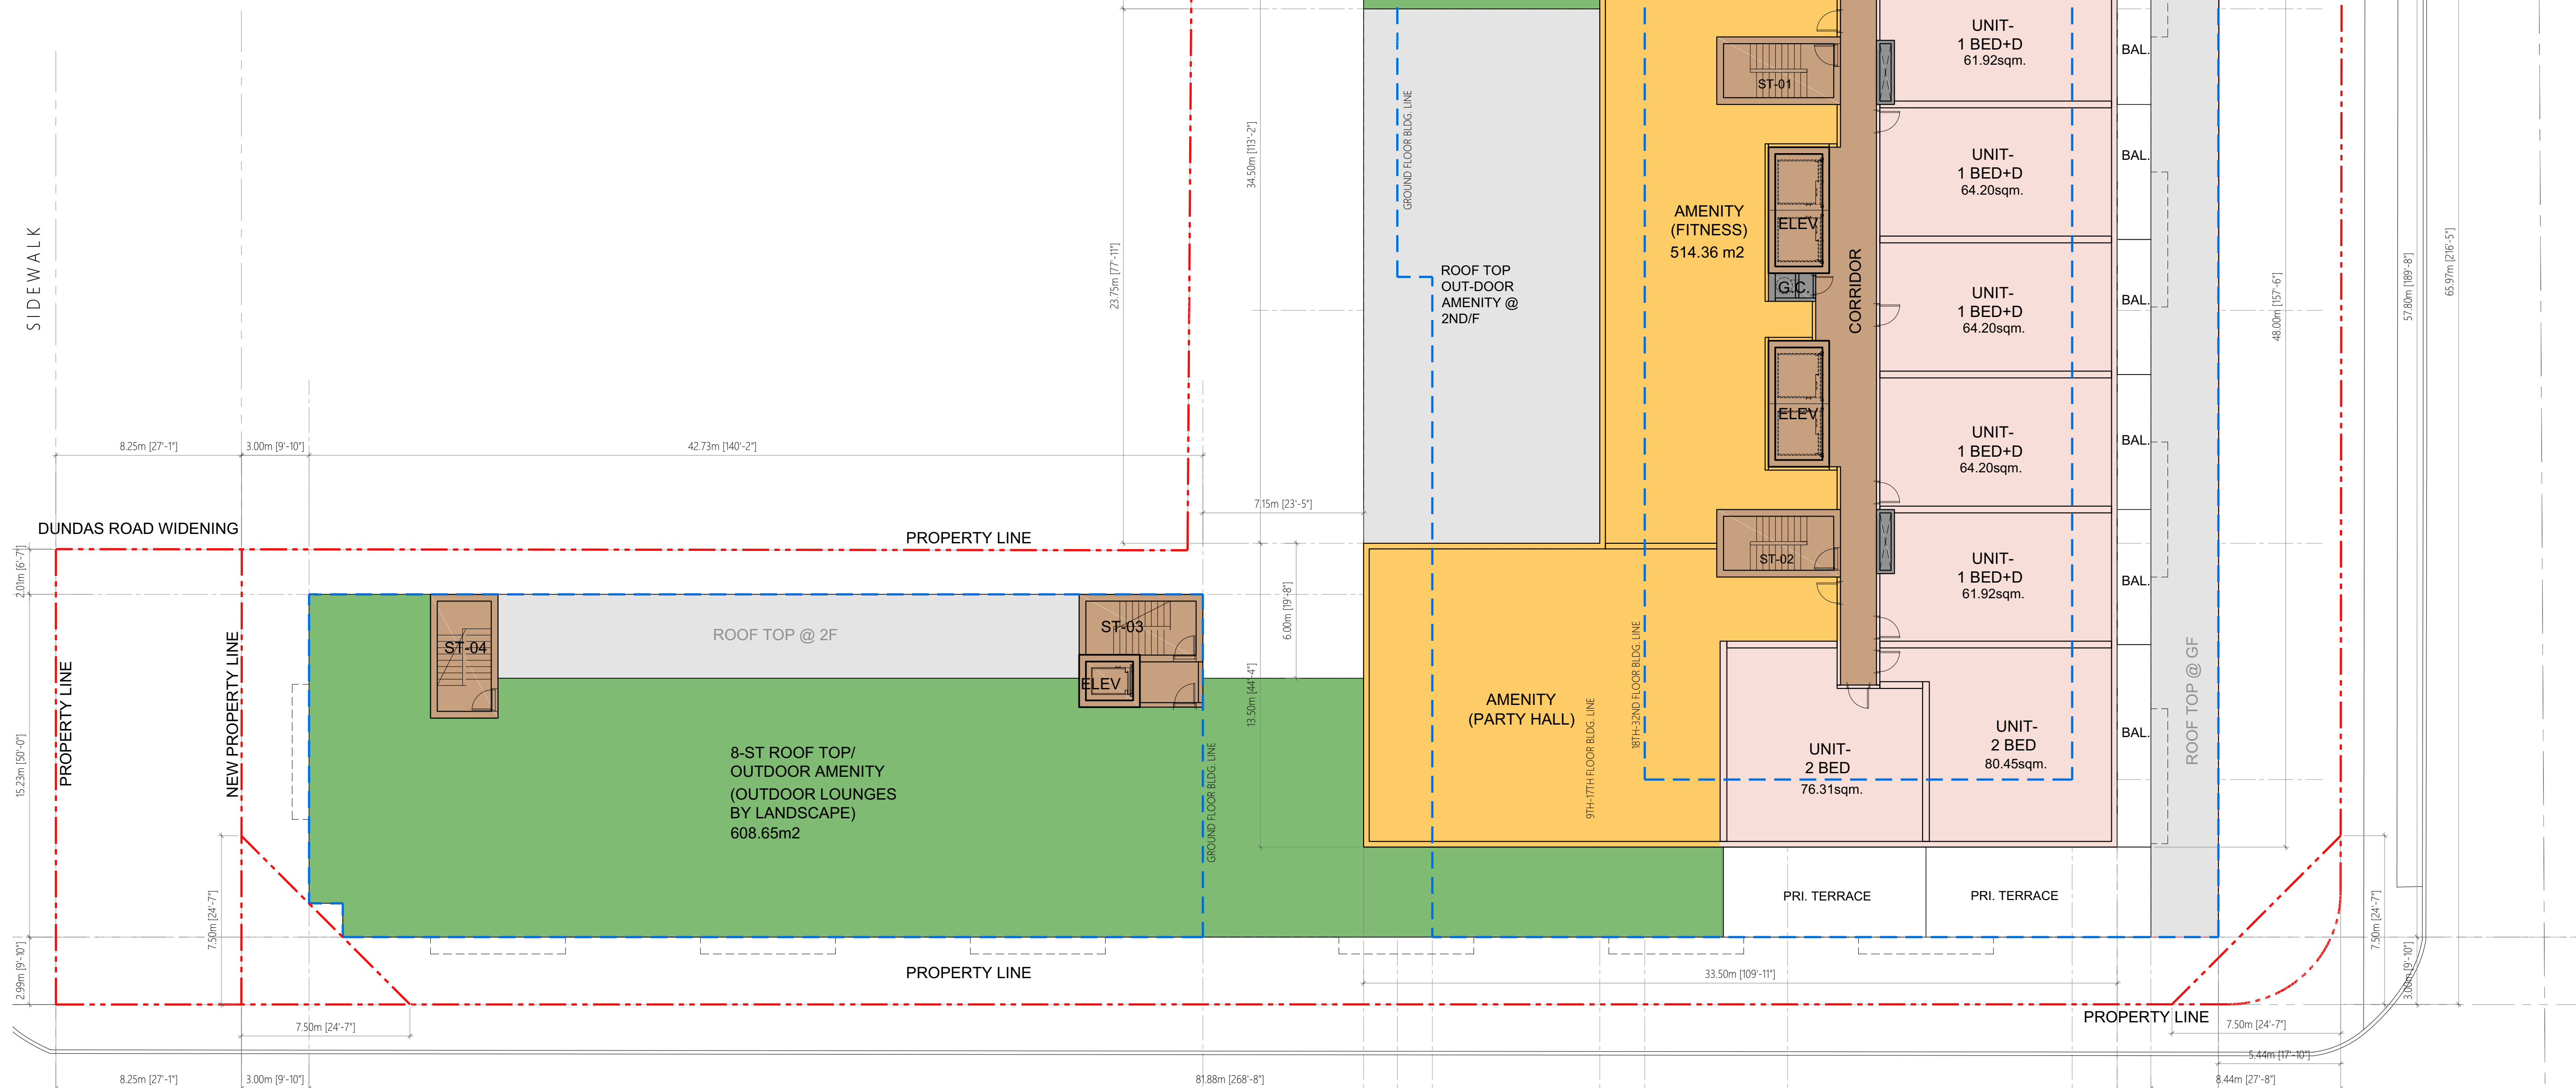 SIDEWALK
DUNDAS ROAD WIDENING
8.25m [27'-1"]
3.00m [9'-10"]
42.73m [140'-2"]
2.01m [6'-7"]
15.23m [50'-0"]
2.99m [9'-10"]
PROPERTY LINE
NEW PROPERTY LINE
7.50m [24'-7"]
7.50m [24'-7"]
8.25m [27'-1"]
3.00m [9'-10"]
81.88m [268'-8"]
PROPERTY LINE
ROOF TOP @ 2F
ST-04
ST-03
ELEV
8-ST ROOF TOP/
OUTDOOR AMENITY
(OUTDOOR LOUNGES
BY LANDSCAPE)
608.65m2
GROUND FLOOR BLDG. LINE
PROPERTY LINE
23.75m [77'-11"]
34.50m [113'-2"]
7.15m [23'-5"]
6.00m [19'-8"]
13.50m [44'-4"]
GROUND FLOOR BLDG. LINE
ROOF TOP
OUT-DOOR
AMENITY @
2ND/F
AMENITY
(FITNESS)
514.36 m2
ST-01
ELEV
G.C.
ELEV
ST-02
CORRIDOR
AMENITY
(PARTY HALL)
9TH-17TH FLOOR BLDG. LINE
18TH-32ND FLOOR BLDG. LINE
UNIT-
1 BED+D
61.92sqm.
BAL.
UNIT-
1 BED+D
64.20sqm.
BAL.
UNIT-
1 BED+D
64.20sqm.
BAL.
UNIT-
1 BED+D
64.20sqm.
BAL.
UNIT-
1 BED+D
61.92sqm.
BAL.
UNIT-
2 BED
76.31sqm.
UNIT-
2 BED
80.45sqm.
BAL.
PRI. TERRACE
PRI. TERRACE
ROOF TOP @ GF
33.50m [109'-11"]
48.00m [157'-6"]
57.80m [189'-8"]
65.97m [216'-5"]
7.50m [24'-7"]
3.00m [9'-10"]
PROPERTY LINE
7.50m [24'-7"]
5.44m [17'-10"]
8.44m [27'-8"]